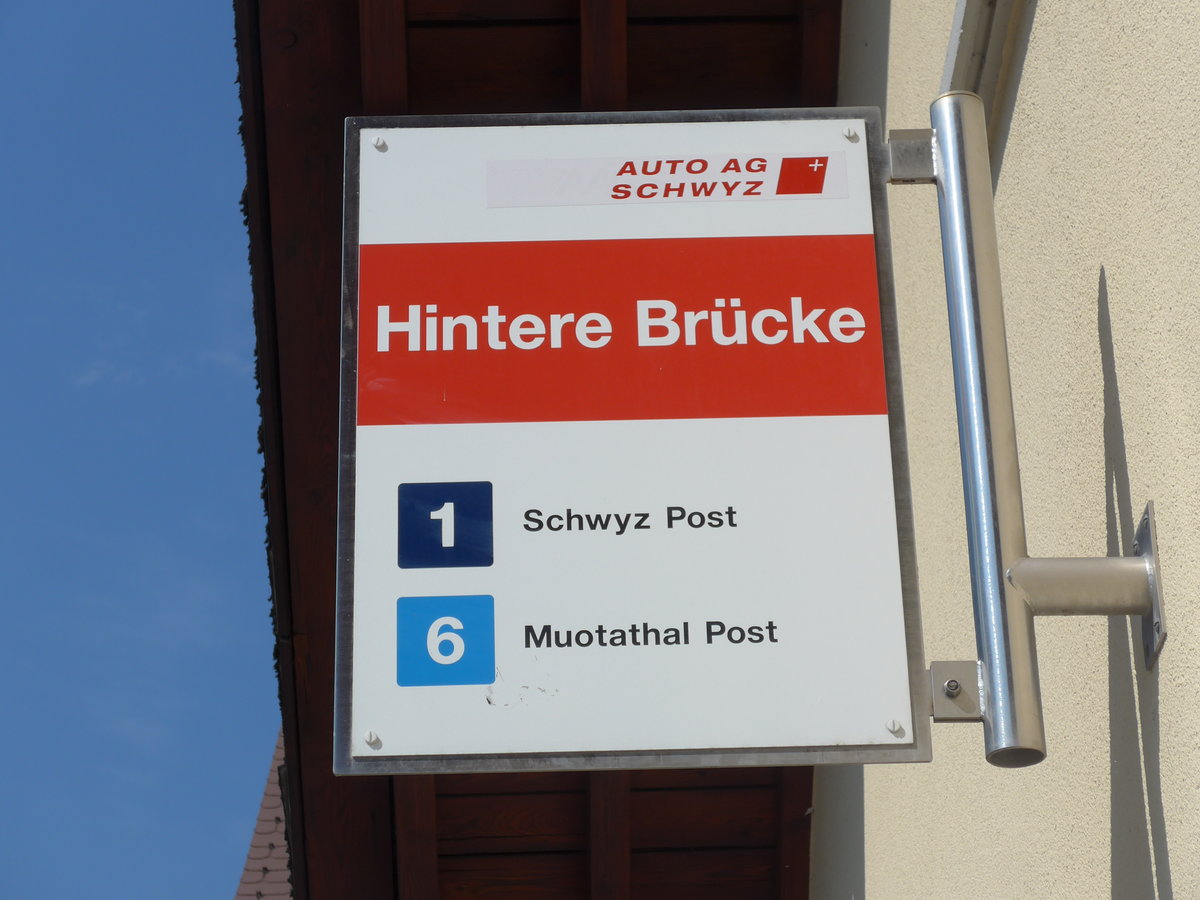 AUTO AG
SCHWYZ
Hintere Brücke
1 Schwyz Post
6 Muotathal Post